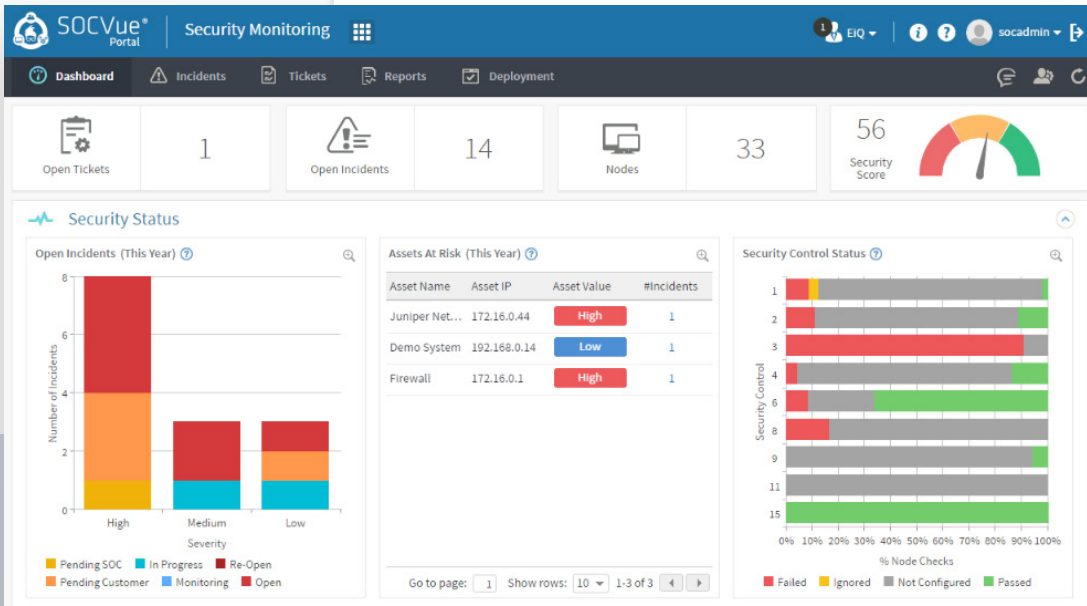 SOCVue®
Portal
Security Monitoring
1
EIQ
socadmin
Dashboard
Incidents
Tickets
Reports
Deployment
Open Tickets
1
Open Incidents
14
Nodes
33
56
Security
Score
Security Status
Open Incidents (This Year)
8
6
4
2
0
Number of Incidents
High
Medium
Low
Severity
Pending SOC
In Progress
Re-Open
Pending Customer
Monitoring
Open
Assets At Risk (This Year)
Asset Name Asset IP Asset Value #Incidents
Juniper Net... 172.16.0.44 High 1
Demo System 192.168.0.14 Low 1
Firewall 172.16.0.1 High 1
Go to page: 1 Show rows: 10 1-3 of 3
Security Control Status
Security Control
1
2
3
4
6
8
9
11
15
0% 10% 20% 30% 40% 50% 60% 70% 80% 90% 100%
% Node Checks
Failed
Ignored
Not Configured
Passed